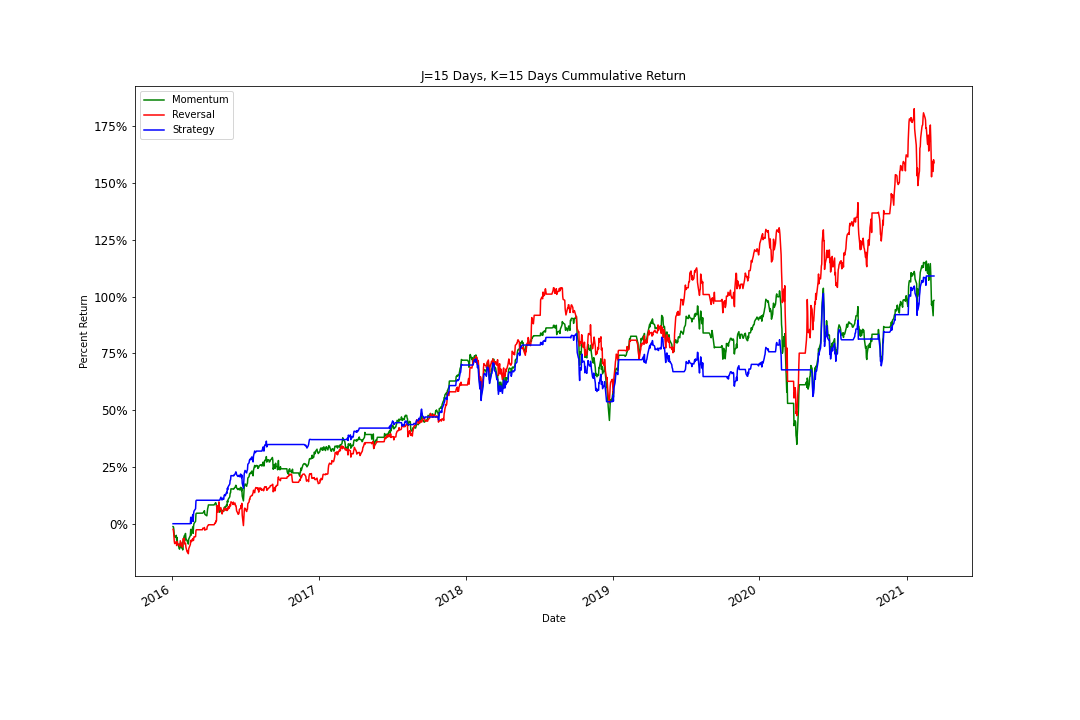 J=15 Days, K=15 Days Cummulative Return
Momentum
Reversal
Strategy
175%
150%
125%
100%
75%
50%
25%
0%
Percent Return
2016
2017
2018
2019
2020
2021
Date